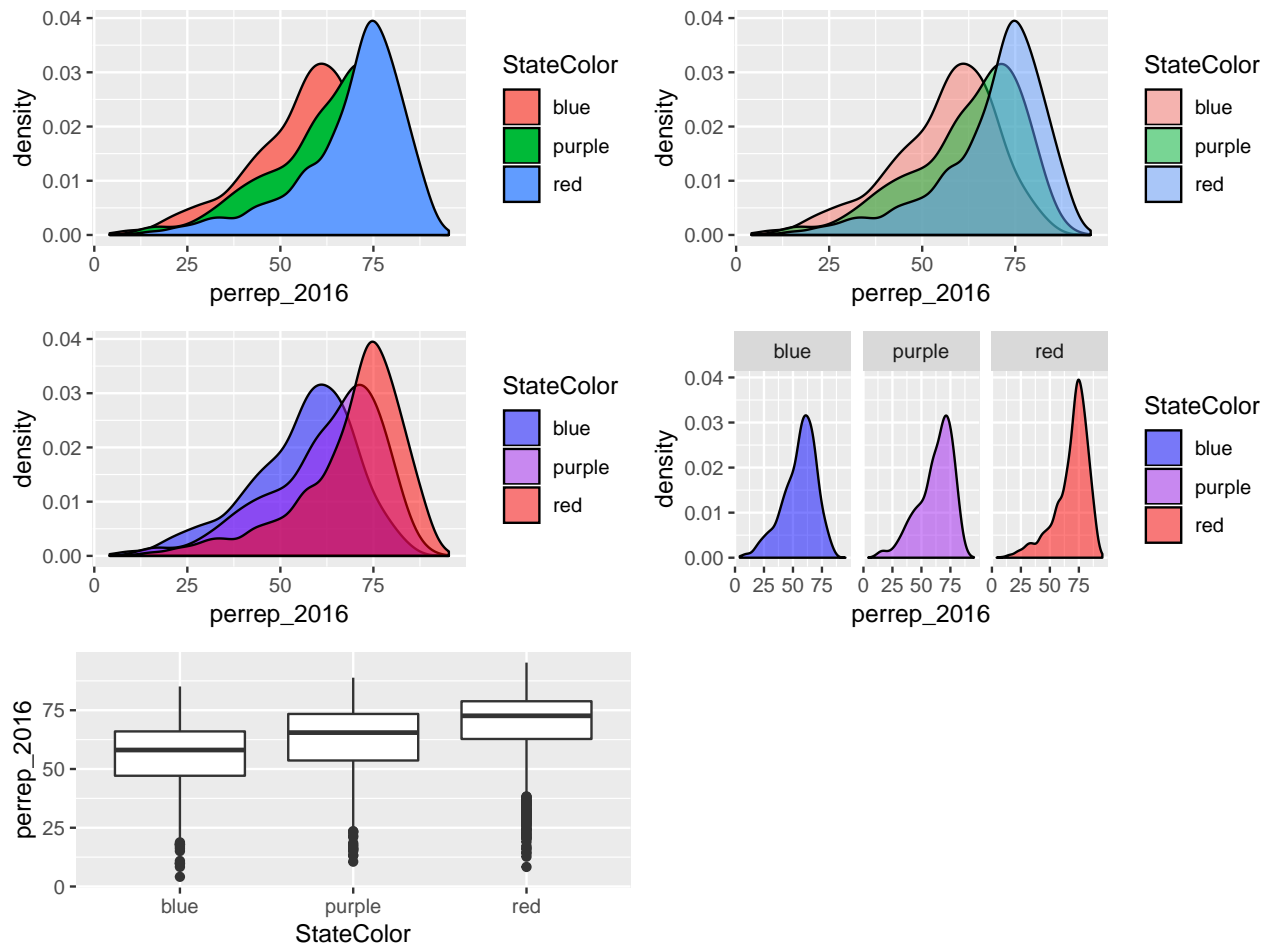 0.04
0.03
0.02
0.01
0.00
density
0 25 50 75
perrep_2016
StateColor
blue
purple
red
0.04
0.03
0.02
0.01
0.00
density
0 25 50 75
perrep_2016
StateColor
blue
purple
red
0.04
0.03
0.02
0.01
0.00
density
0 25 50 75
perrep_2016
StateColor
blue
purple
red
blue purple red
0.04
0.03
0.02
0.01
0.00
density
0 25 50 75 0 25 50 75 0 25 50 75
perrep_2016
StateColor
blue
purple
red
75
50
25
0
perrep_2016
blue purple red
StateColor